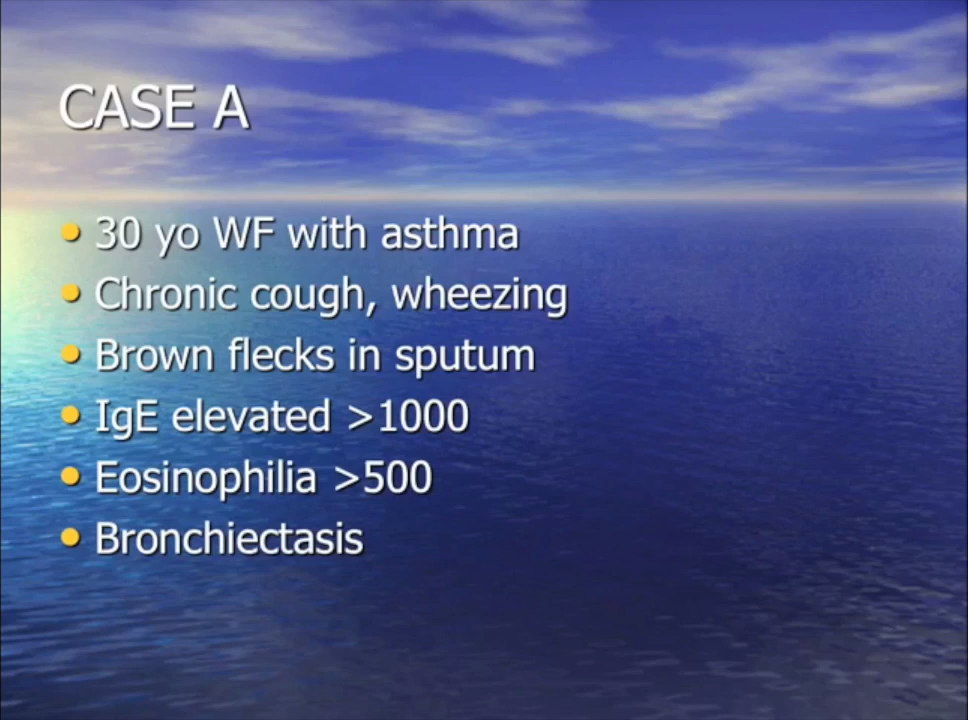 CASE A
• 30 yo WF with asthma
• Chronic cough, wheezing
• Brown flecks in sputum
• IgE elevated >1000
• Eosinophilia >500
• Bronchiectasis